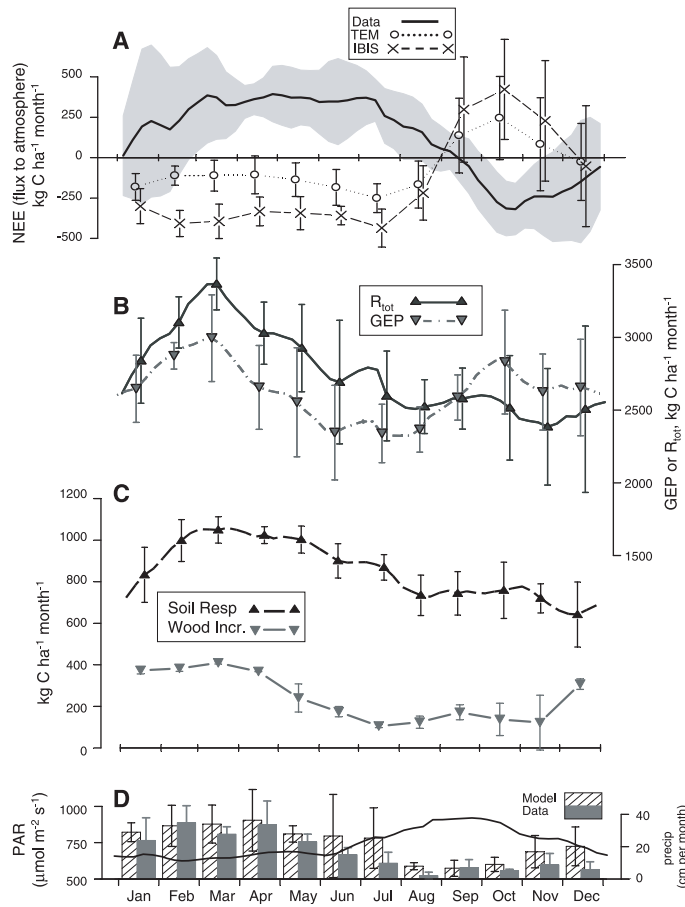 Data
TEM
IBIS
A
500
250
0
-250
-500
NEE (flux to atmosphere)
kg C ha⁻¹ month⁻¹
B
Rtot
GEP
3500
3000
2500
2000
1500
GEP or Rtot, kg C ha⁻¹ month⁻¹
C
1200
1000
800
600
400
200
0
kg C ha⁻¹ month⁻¹
Soil Resp
Wood Incr.
D
Model
Data
1000
750
500
PAR
(μmol m⁻² s⁻¹)
40
20
0
precip
(cm per month)
Jan Feb Mar Apr May Jun Jul Aug Sep Oct Nov Dec